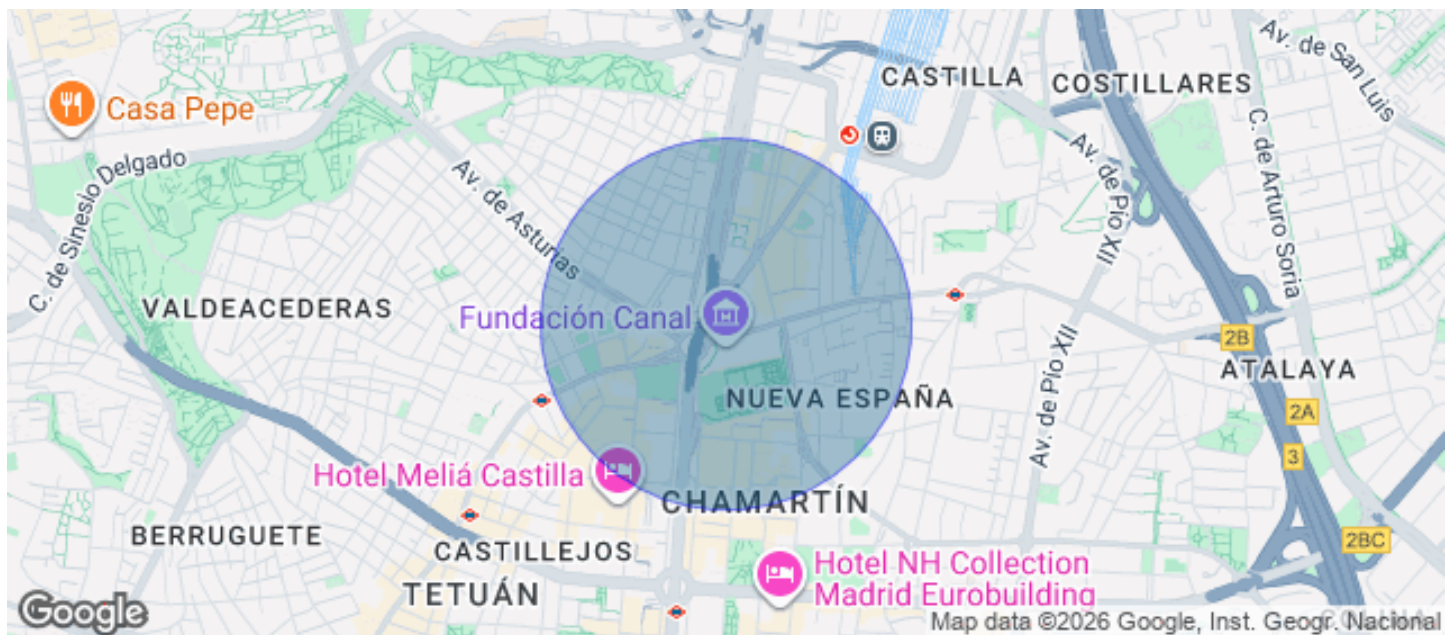 Av. de San Luis
CASTILLA
COSTILLARES
Casa Pepe
C. de Sinesio Delgado
Av. de Asturias
Av. de Pío XII
C. de Arturo Soria
VALDEACEDERAS
Fundación Canal
2B
ATALAYA
NUEVA ESPAÑA
Av. de Pío XII
2A
3
Hotel Meliá Castilla
CHAMARTÍN
BERRUGUETE
CASTILLEJOS
2BC
TETUÁN
Hotel NH Collection
Madrid Eurobuilding
Google
Map data ©2026 Google, Inst. Geogr. Nacional